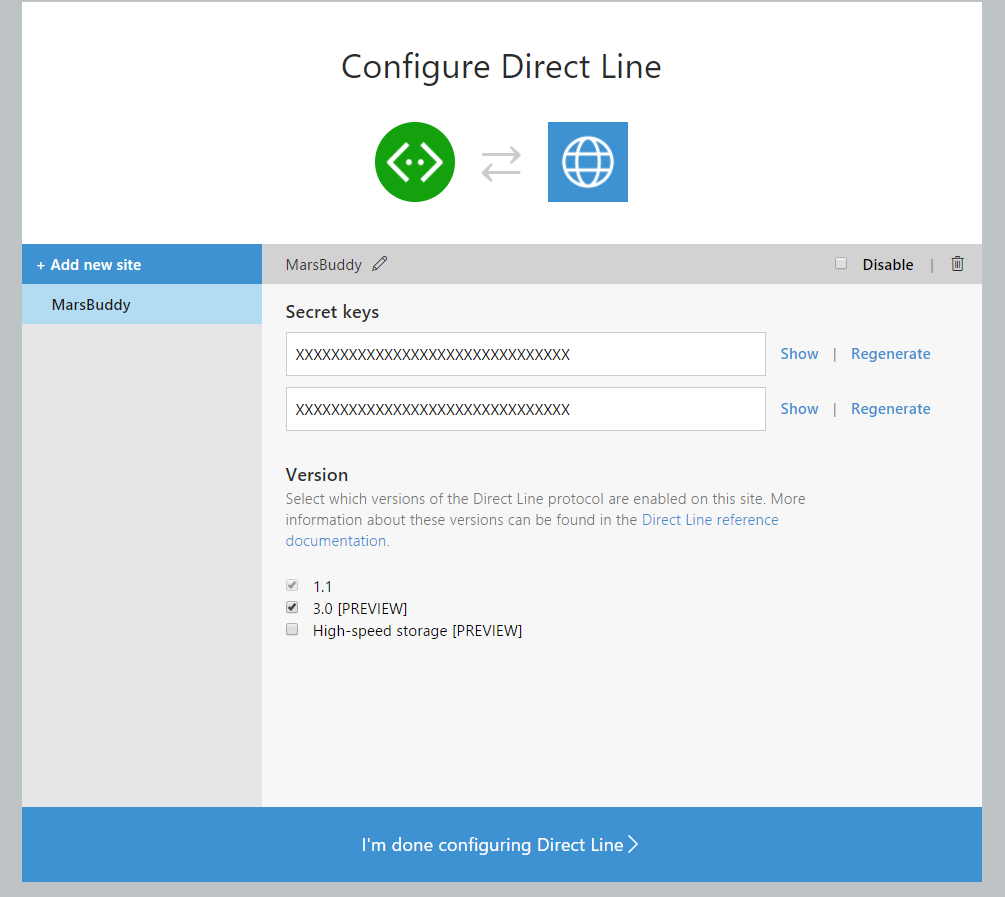 Configure Direct Line
+ Add new site
MarsBuddy
MarsBuddy
Disable |
Secret keys
XXXXXXXXXXXXXXXXXXXXXXXXXXXXXXX
Show | Regenerate
XXXXXXXXXXXXXXXXXXXXXXXXXXXXXXX
Show | Regenerate
Version
Select which versions of the Direct Line protocol are enabled on this site. More
information about these versions can be found in the Direct Line reference
documentation.
1.1
3.0 [PREVIEW]
High-speed storage [PREVIEW]
I'm done configuring Direct Line